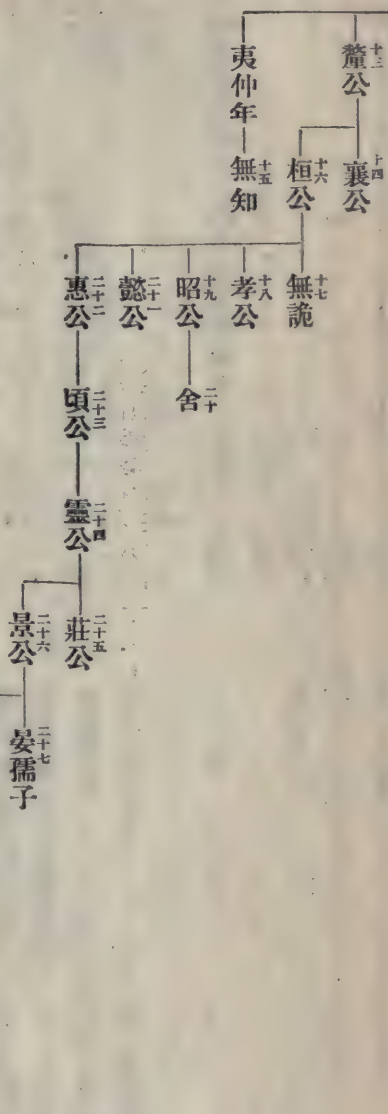 十三 釐公
十四 襄公
十六 桓公
夷仲年
十五 無知
十七 無詭
十八 孝公
十九 昭公
二十 舍
二十一 懿公
二十二 惠公
二十三 頃公
二十四 靈公
二十五 莊公
二十六 景公
二十七 晏孺子